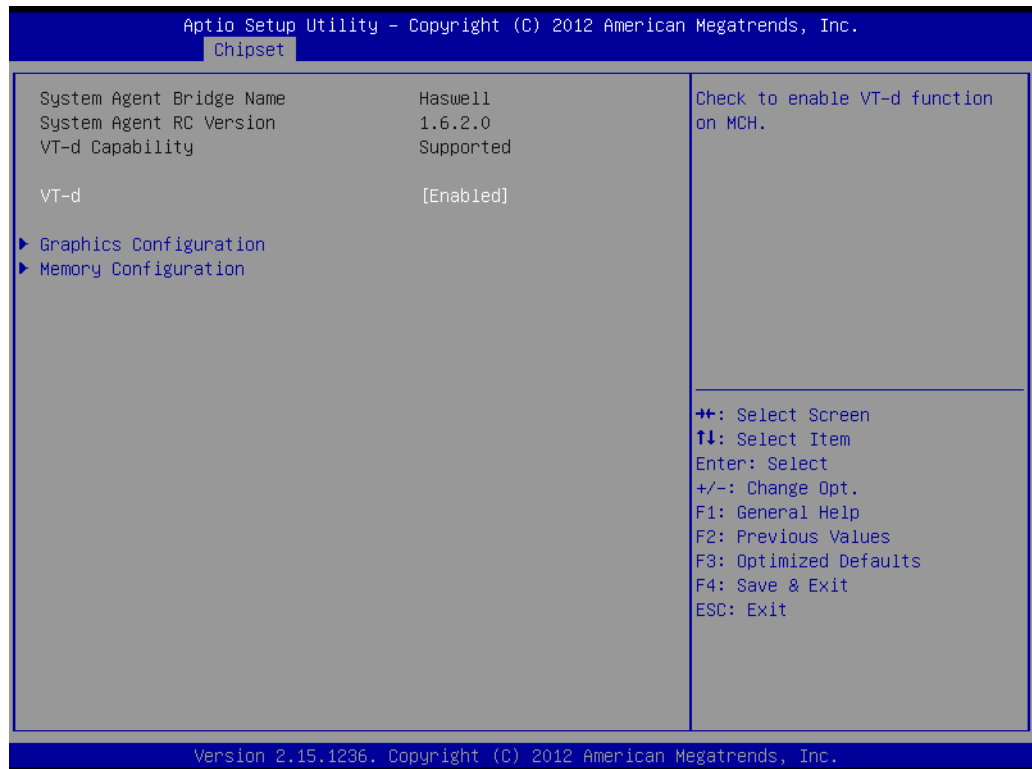 Aptio Setup Utility – Copyright (C) 2012 American Megatrends, Inc.
Chipset
System Agent Bridge Name Haswell
System Agent RC Version 1.6.2.0
VT-d Capability Supported
VT-d [Enabled]
Graphics Configuration
Memory Configuration
Check to enable VT-d function
on MCH.
→←: Select Screen
↑↓: Select Item
Enter: Select
+/-: Change Opt.
F1: General Help
F2: Previous Values
F3: Optimized Defaults
F4: Save & Exit
ESC: Exit
Version 2.15.1236. Copyright (C) 2012 American Megatrends, Inc.